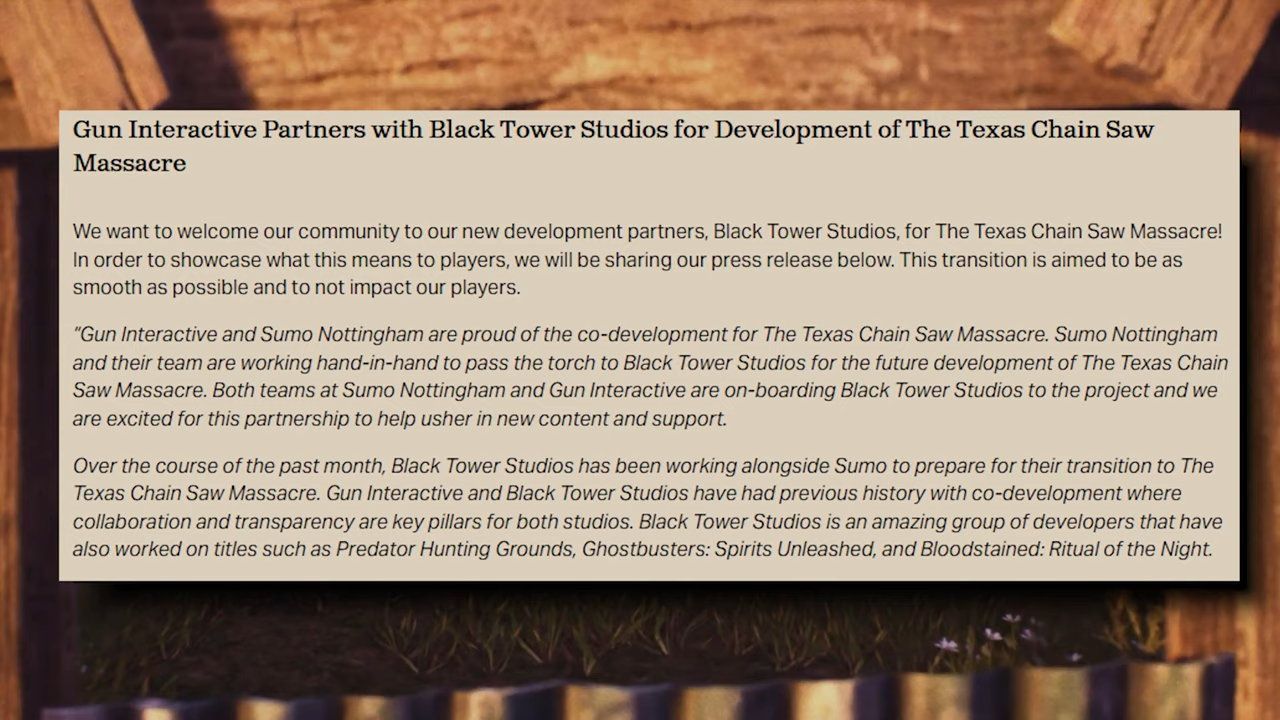 Gun Interactive Partners with Black Tower Studios for Development of The Texas Chain Saw
Massacre
We want to welcome our community to our new development partners, Black Tower Studios, for The Texas Chain Saw Massacre!
In order to showcase what this means to players, we will be sharing our press release below. This transition is aimed to be as
smooth as possible and to not impact our players.
“Gun Interactive and Sumo Nottingham are proud of the co-development for The Texas Chain Saw Massacre. Sumo Nottingham
and their team are working hand-in-hand to pass the torch to Black Tower Studios for the future development of The Texas Chain
Saw Massacre. Both teams at Sumo Nottingham and Gun Interactive are on-boarding Black Tower Studios to the project and we
are excited for this partnership to help usher in new content and support.
Over the course of the past month, Black Tower Studios has been working alongside Sumo to prepare for their transition to The
Texas Chain Saw Massacre. Gun Interactive and Black Tower Studios have had previous history with co-development where
collaboration and transparency are key pillars for both studios. Black Tower Studios is an amazing group of developers that have
also worked on titles such as Predator Hunting Grounds, Ghostbusters: Spirits Unleashed, and Bloodstained: Ritual of the Night.